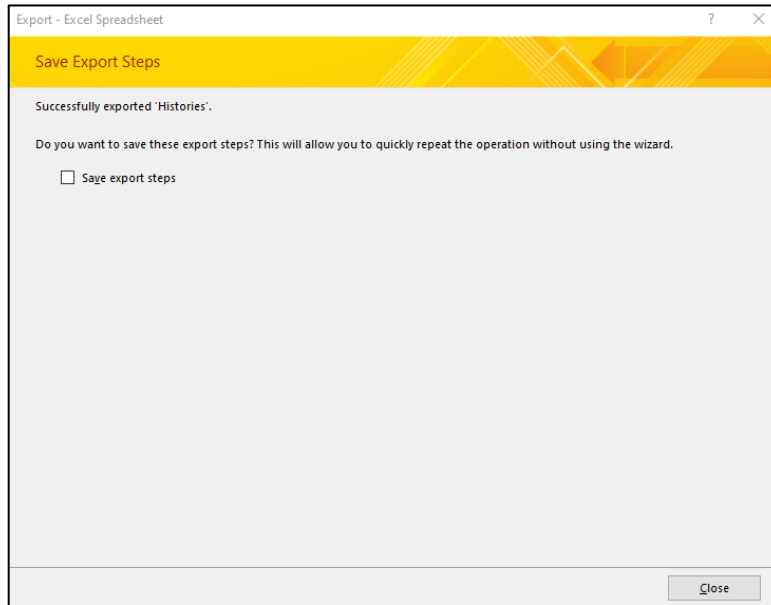 Export - Excel Spreadsheet
?
Save Export Steps
Successfully exported 'Histories'.
Do you want to save these export steps? This will allow you to quickly repeat the operation without using the wizard.
Save export steps
Close